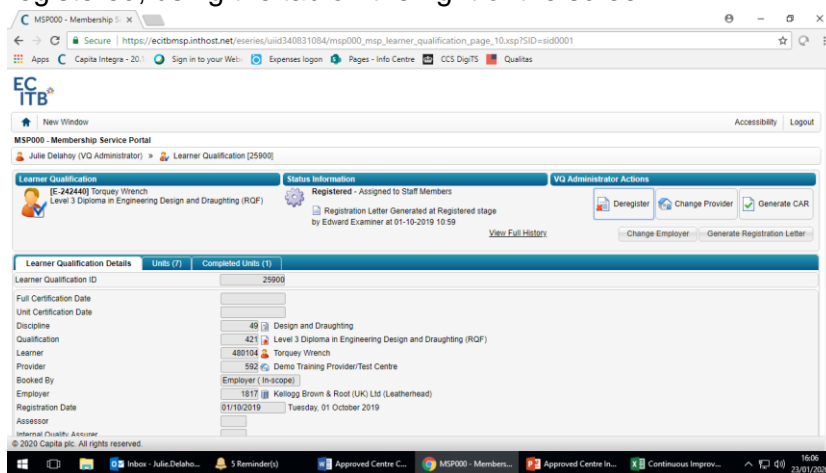 MSP000 - Membership Se
Secure | https://ecitbmsp.inthost.net/eseries/uiid340831084/msp000_msp_learner_qualification_page_10.xsp?SID=sid0001
Apps Capita Integra - 20.1 Sign in to your Web Expenses logon Pages - Info Centre CCS DigiTS Qualitas
EC
ITB
New Window Accessibility Logout
MSP000 - Membership Service Portal
Julie Delahoy (VQ Administrator) » Learner Qualification [25900]
Learner Qualification Status Information VQ Administrator Actions
[E-242440] Torquey Wrench Registered - Assigned to Staff Members
Level 3 Diploma in Engineering Design and Draughting (RQF)
Deregister Change Provider Generate CAR
Registration Letter Generated at Registered stage
by Edward Examiner at 01-10-2019 10:59
View Full History Change Employer Generate Registration Letter
Learner Qualification Details Units (7) Completed Units (1)
Learner Qualification ID 25900
Full Certification Date
Unit Certification Date
Discipline 49 Design and Draughting
Qualification 421 Level 3 Diploma in Engineering Design and Draughting (RQF)
Learner 480104 Torquey Wrench
Provider 592 Demo Training Provider/Test Centre
Booked By Employer ( In-scope)
Employer 1817 Kellogg Brown & Root (UK) Ltd (Leatherhead)
Registration Date 01/10/2019 Tuesday, 01 October 2019
Assessor
Internal Quality Assurer
© 2020 Capita plc. All rights reserved.
Inbox - Julie.Delaho... 5 Reminder(s) Approved Centre C... MSP000 - Members... Approved Centre In... Continuous Improv... 16:06